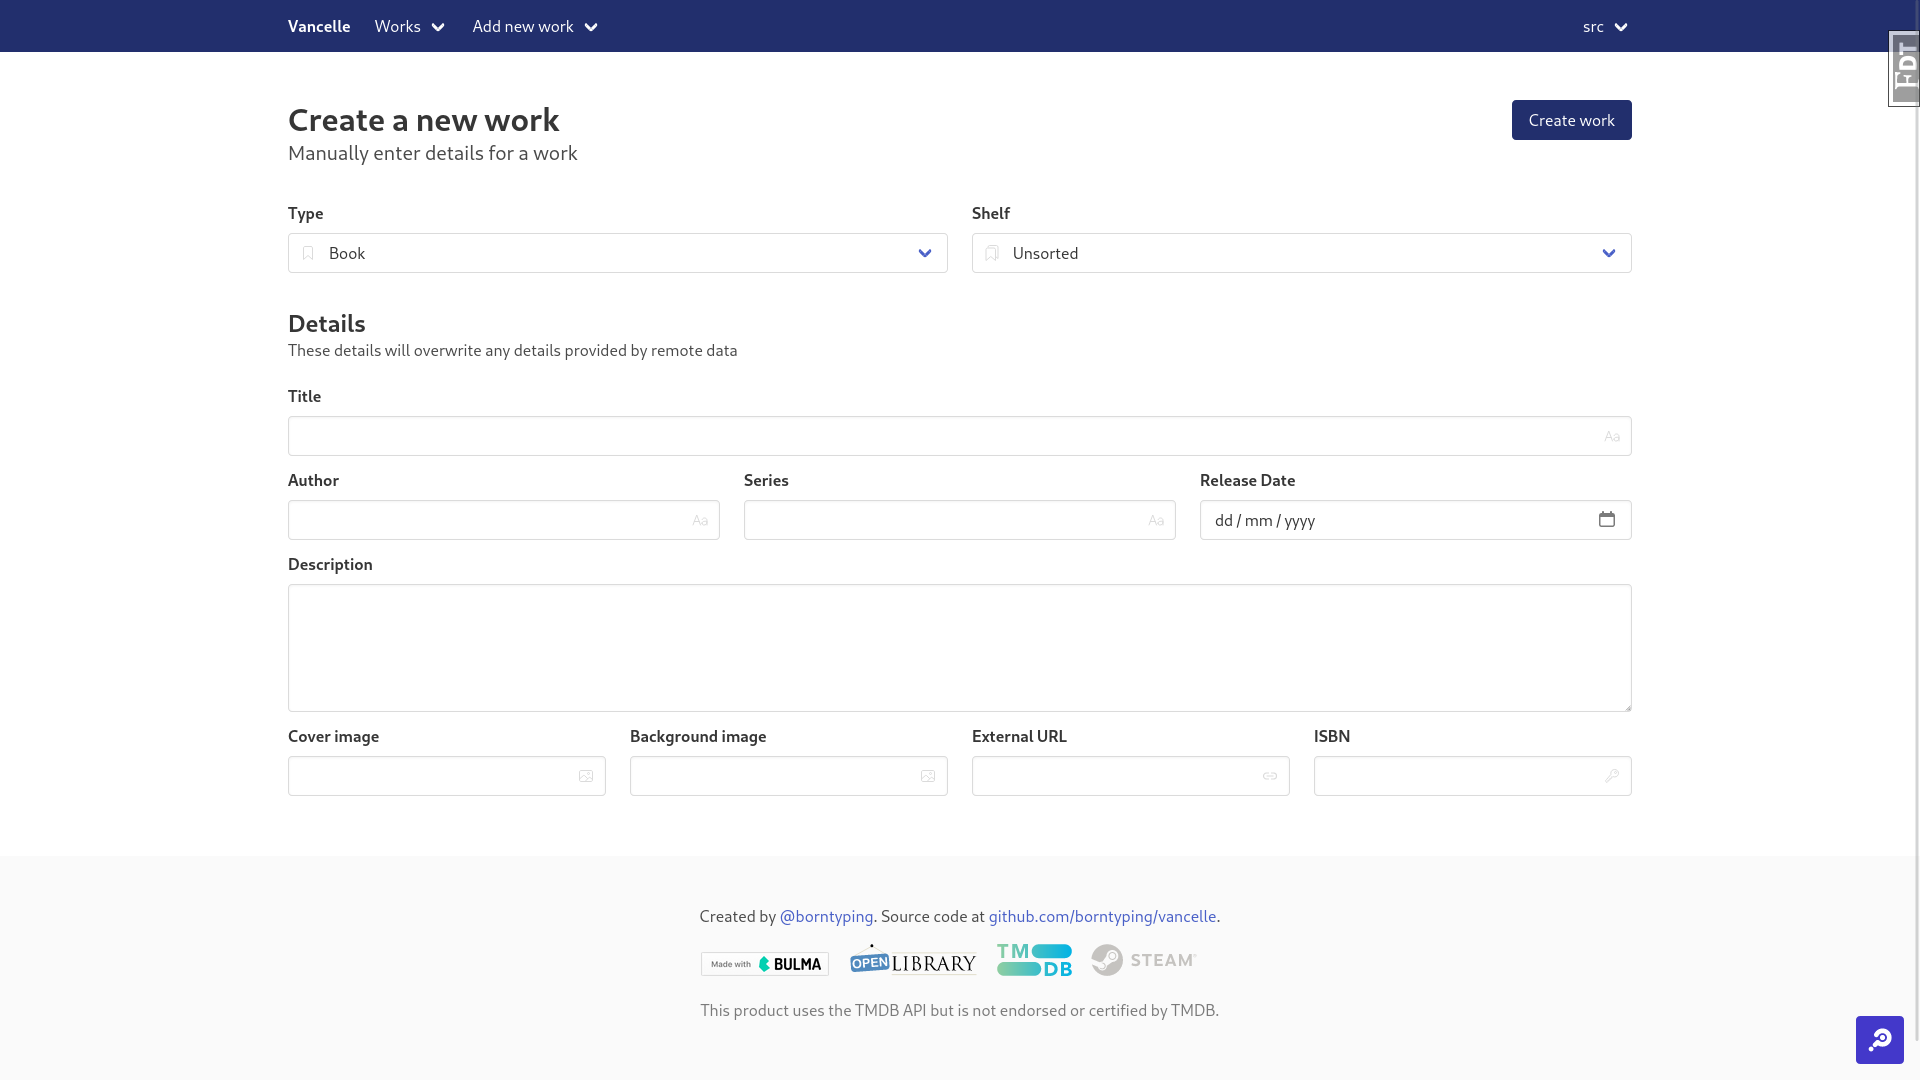 Vancelle Works Add new work src
FDT
Create a new work Create work
Manually enter details for a work
Type Shelf
Book Unsorted
Details
These details will overwrite any details provided by remote data
Title
Aa
Author Series Release Date
Aa Aa dd / mm / yyyy
Description
Cover image Background image External URL ISBN
Created by @borntyping. Source code at github.com/borntyping/vancelle.
Made with BULMA OPEN LIBRARY TMDB STEAM
This product uses the TMDB API but is not endorsed or certified by TMDB.